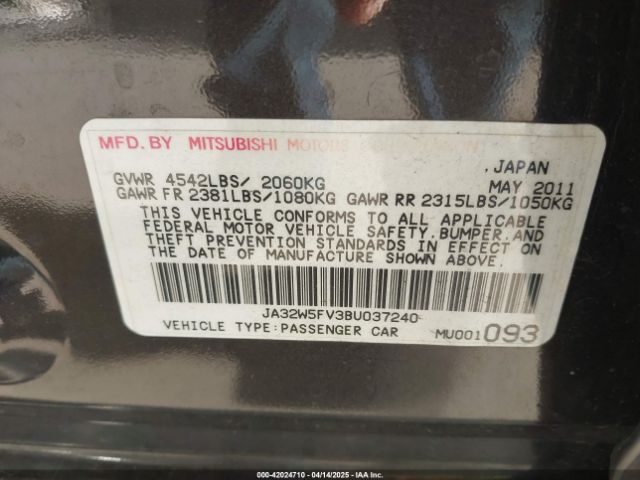 MFD. BY MITSUBISHI MOTORS CORPORATION
, JAPAN
GVWR 4542LBS/ 2060KG MAY 2011
GAWR FR 2381LBS/1080KG GAWR RR 2315LBS/1050KG
THIS VEHICLE CONFORMS TO ALL APPLICABLE
FEDERAL MOTOR VEHICLE SAFETY,BUMPER,AND
THEFT PREVENTION STANDARDS IN EFFECT ON
THE DATE OF MANUFACTURE SHOWN ABOVE.
JA32W5FV3BU037240
VEHICLE TYPE:PASSENGER CAR MU001093
000-42024710 - 04/14/2025 - IAA Inc.